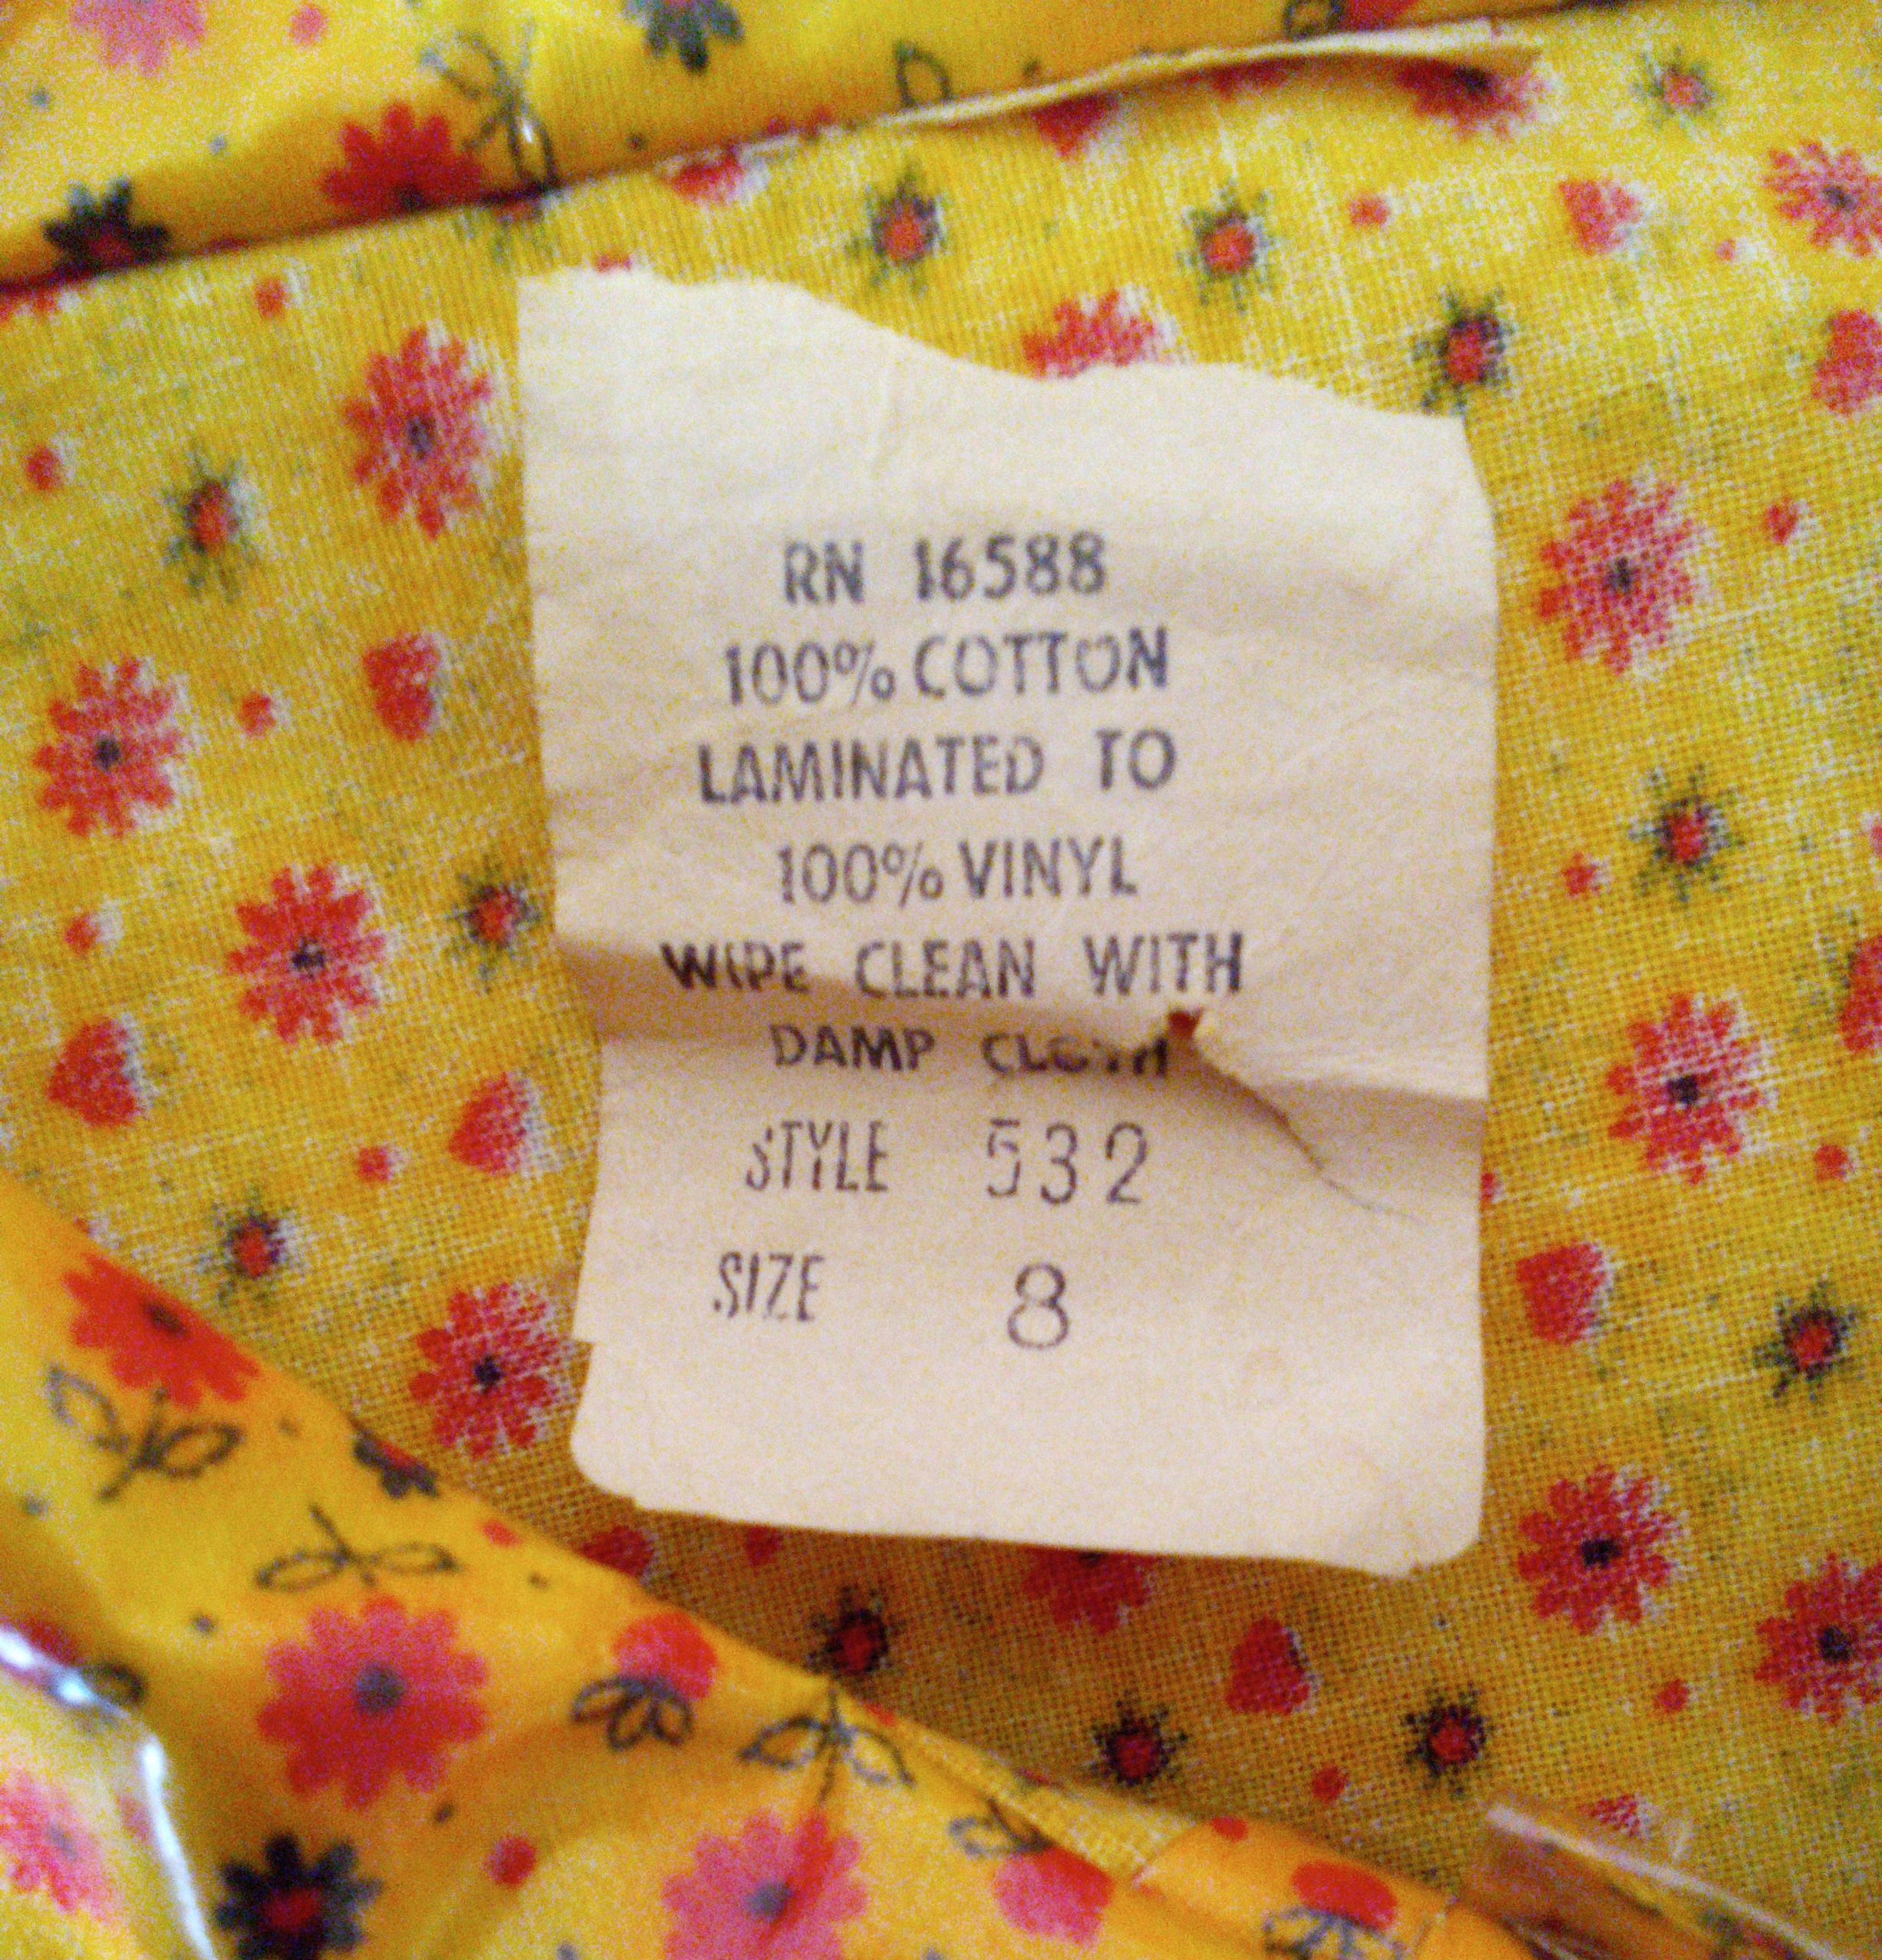 RN 16588
100% COTTON
LAMINATED TO
100% VINYL
WIPE CLEAN WITH
DAMP CLOTH
STYLE 532
SIZE 8